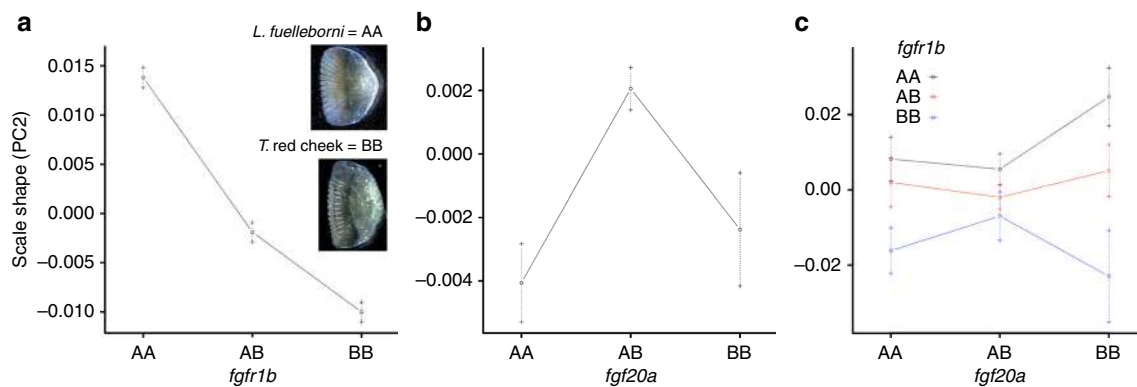 a
L. fuelleborni = AA
T. red cheek = BB
Scale shape (PC2)
0.015
0.010
0.005
0.000
−0.005
−0.010
AA AB BB
fgfr1b
b
0.002
0.000
−0.002
−0.004
AA AB BB
fgf20a
c
fgfr1b
AA
AB
BB
0.02
0.00
−0.02
AA AB BB
fgf20a